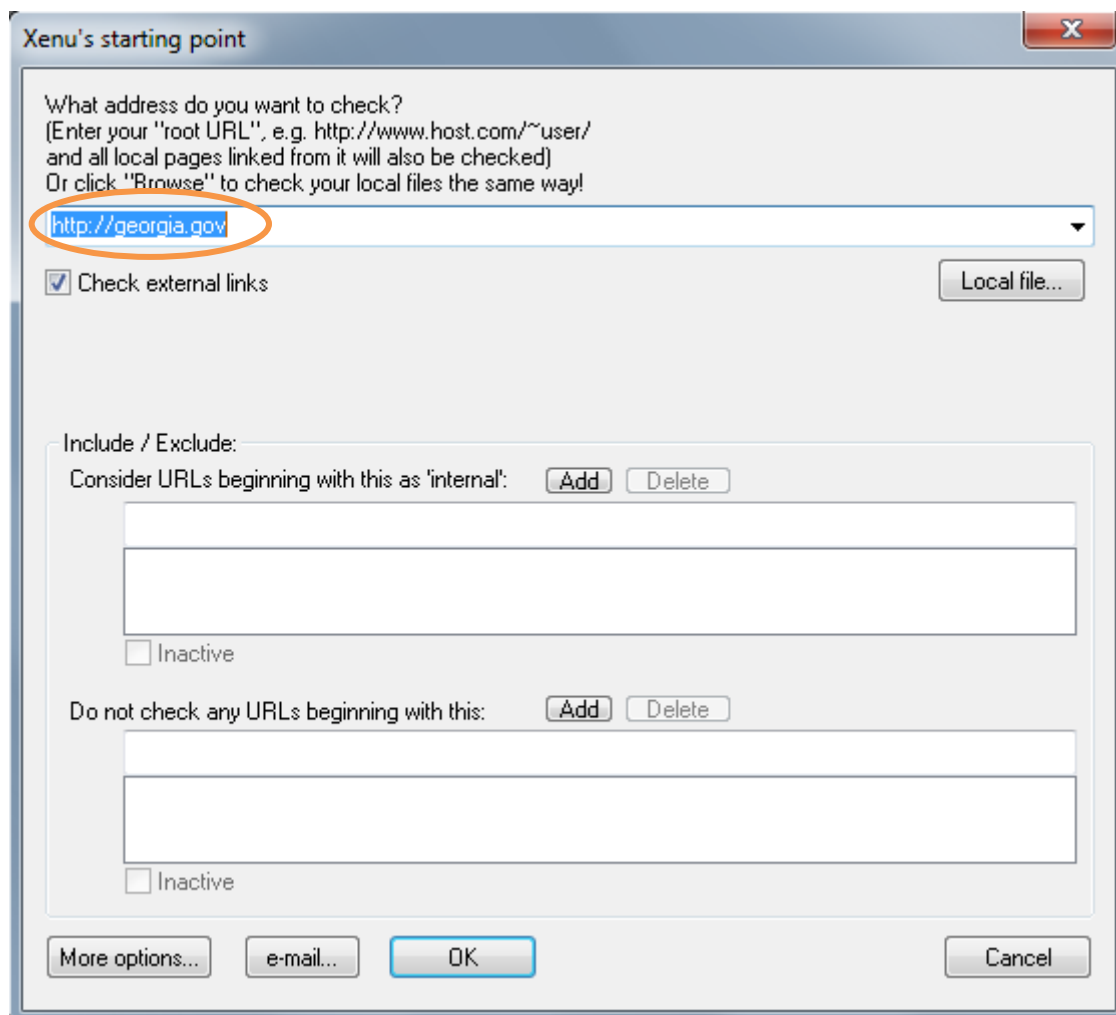 Xenu's starting point
What address do you want to check?
(Enter your "root URL", e.g. http://www.host.com/~user/
and all local pages linked from it will also be checked)
Or click "Browse" to check your local files the same way!
http://georgia.gov
Check external links
Local file...
Include / Exclude:
Consider URLs beginning with this as 'internal': Add Delete
Inactive
Do not check any URLs beginning with this: Add Delete
Inactive
More options... e-mail... OK Cancel